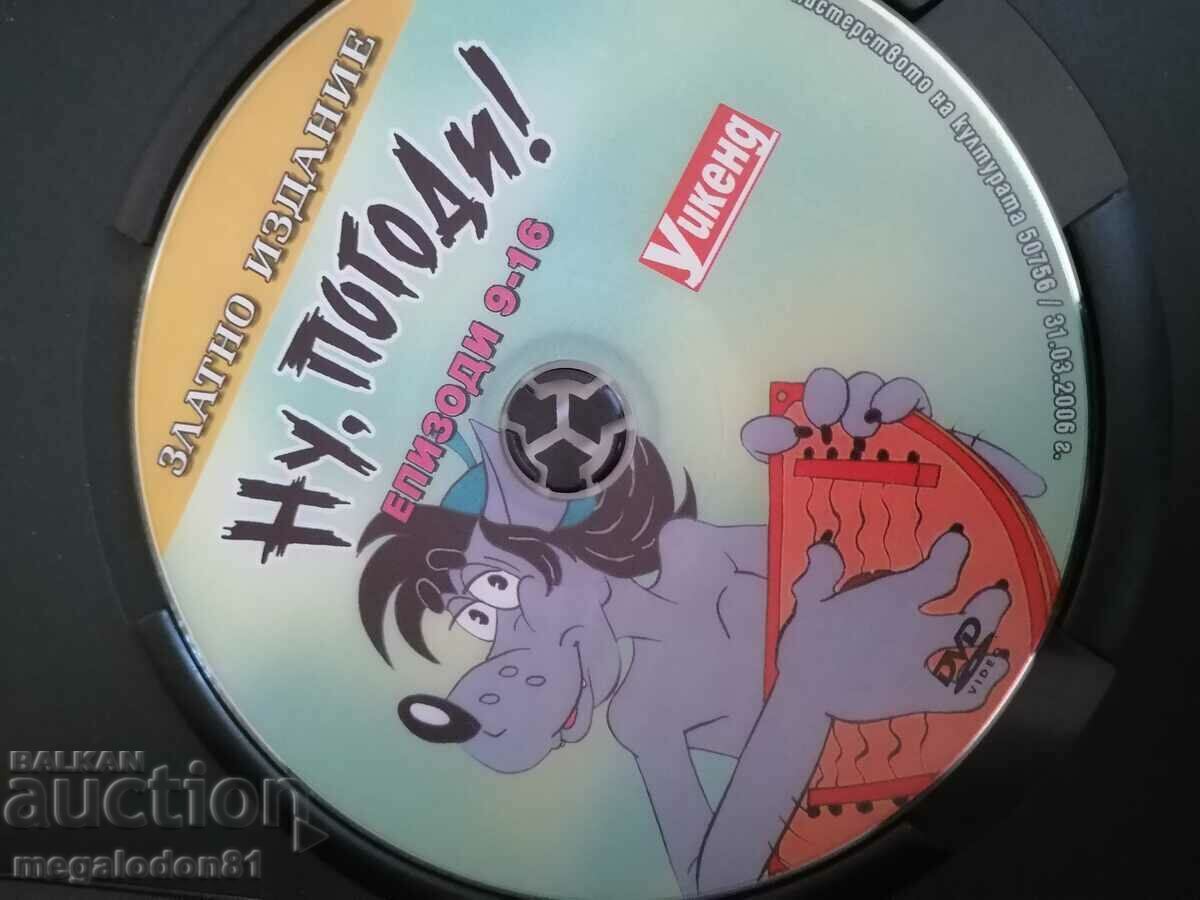 ЗЛАТНО ИЗДАНИЕ
НУ, ПОГОДИ!
ЕПИЗОДИ 9-16
Уикенд
на културата 50756 / 31.03.2006 г.
DVD
VIDEO
BALKAN
auction
megalodon81